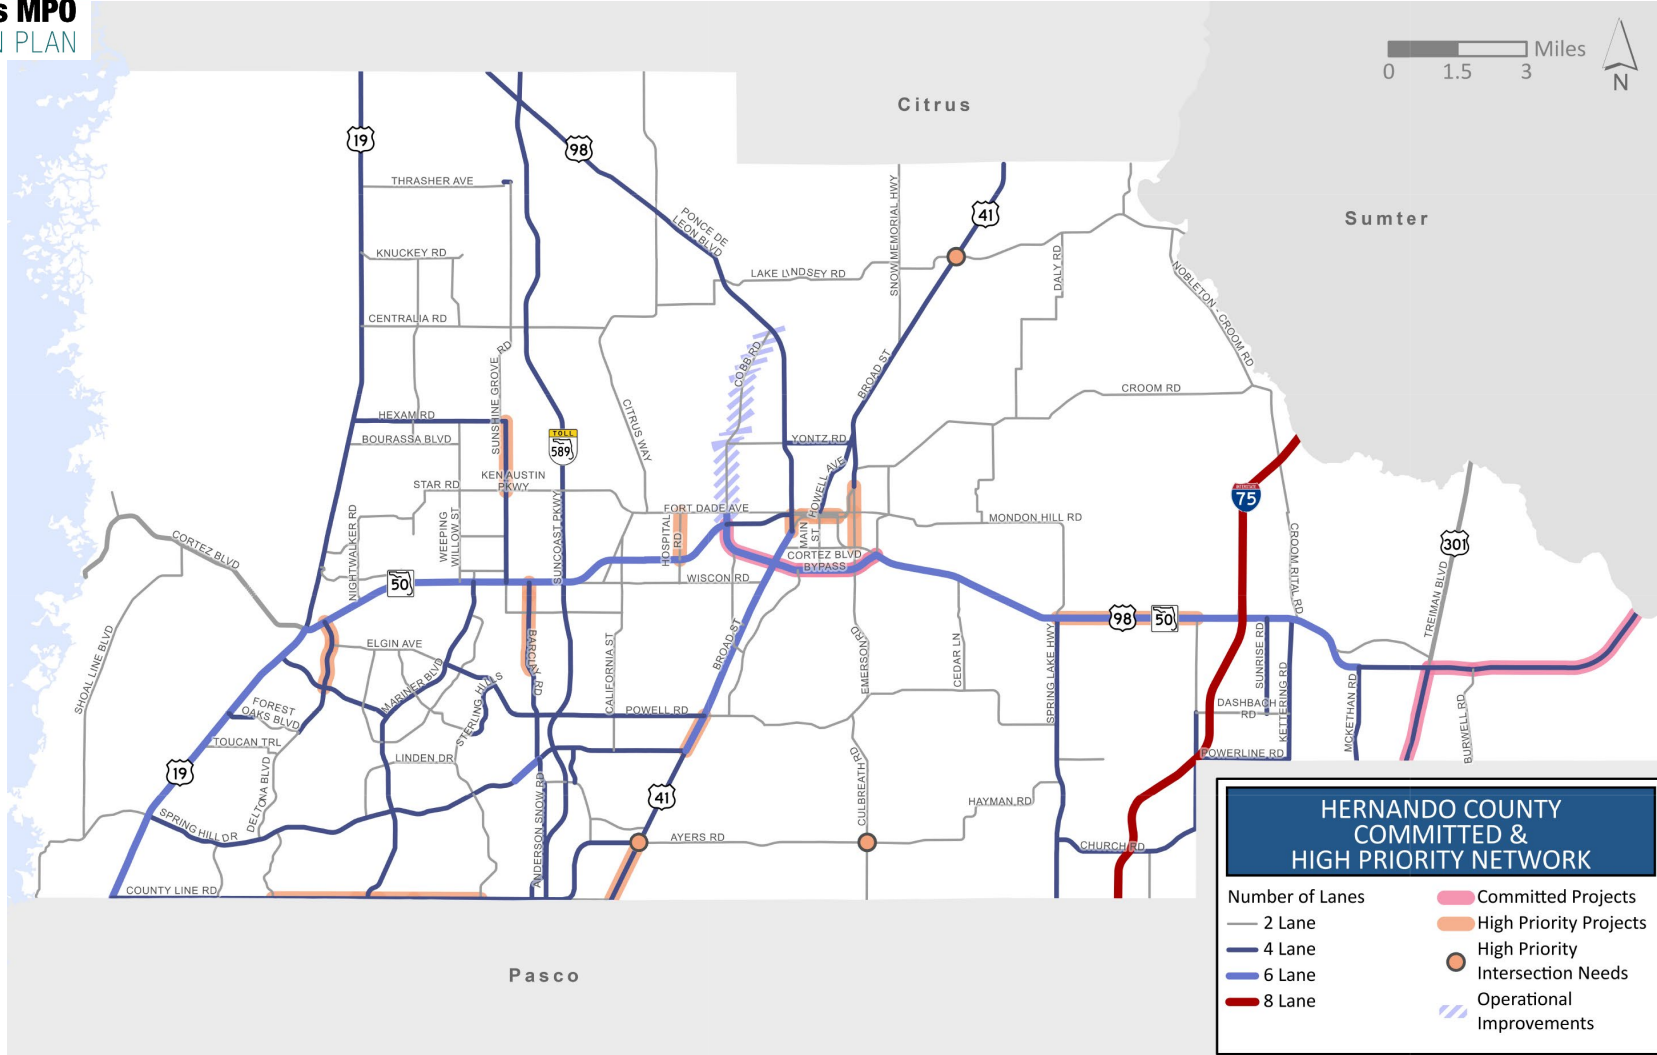 s MPO
N PLAN
Miles
0 1.5 3
N
Citrus
Sumter
Pasco
19
98
41
THRASHER AVE
PONCE DE
LEON BLVD
SNOW MEMORIAL HWY
KNUCKEY RD
LAKE LINDSEY RD
DALY RD
NOBLETON - CROOM RD
CENTRALIA RD
SUNSHINE GROVE RD
COBB RD
BROAD ST
CROOM RD
HEXAM RD
BOURASSA BLVD
CITRUS WAY
TOLL
589
YONTZ RD
KEN AUSTIN
PKWY
STAR RD
HOWELL AVE
INTERSTATE
75
NIGHTWALKER RD
WEEPING
WILLOW ST
SUNCOAST PKWY
FORT DADE AVE
HOSPITAL
RD
MAIN
ST
MONDON HILL RD
CROOM RITAL RD
301
TREIMAN BLVD
CORTEZ BLVD
CORTEZ BLVD
BYPASS
50
WISCON RD
98
50
SHOAL LINE BLVD
ELGIN AVE
BARCLAY RD
CALIFORNIA ST
BROAD ST
EMERSON RD
CEDAR LN
SPRING LAKE HWY
SUNRISE RD
KETTERING RD
MARINER BLVD
STERLING HILLS
FOREST
OAKS BLVD
POWELL RD
DASHBACH
RD
MCKETHAN RD
BURWELL RD
TOUCAN TRL
LINDEN DR
POWERLINE RD
19
DELTONA BLVD
ANDERSON SNOW RD
41
CULBREATH RD
HAYMAN RD
SPRING HILL DR
AYERS RD
CHURCH RD
COUNTY LINE RD
HERNANDO COUNTY
COMMITTED &
HIGH PRIORITY NETWORK
Number of Lanes
2 Lane
4 Lane
6 Lane
8 Lane
Committed Projects
High Priority Projects
High Priority
Intersection Needs
Operational
Improvements